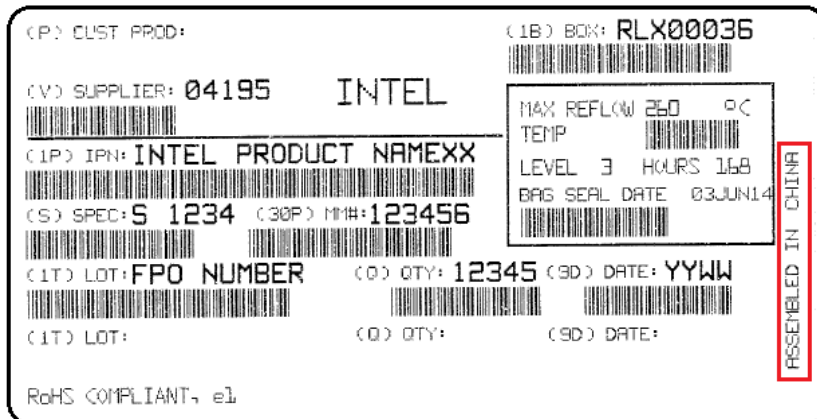 (P) CUST PROD:
(1B) BOX: RLX00036
(V) SUPPLIER: 04195 INTEL
MAX REFLOW 260 °C
TEMP
LEVEL 3 HOURS 168
BAG SEAL DATE 03JUN14
(1P) IPN: INTEL PRODUCT NAMEXX
(S) SPEC: S 1234 (30P) MM#: 123456
(1T) LOT: FPO NUMBER (Q) QTY: 12345 (9D) DATE: YYWW
(1T) LOT: (Q) QTY: (9D) DATE:
RoHS COMPLIANT, e1
ASSEMBLED IN CHINA